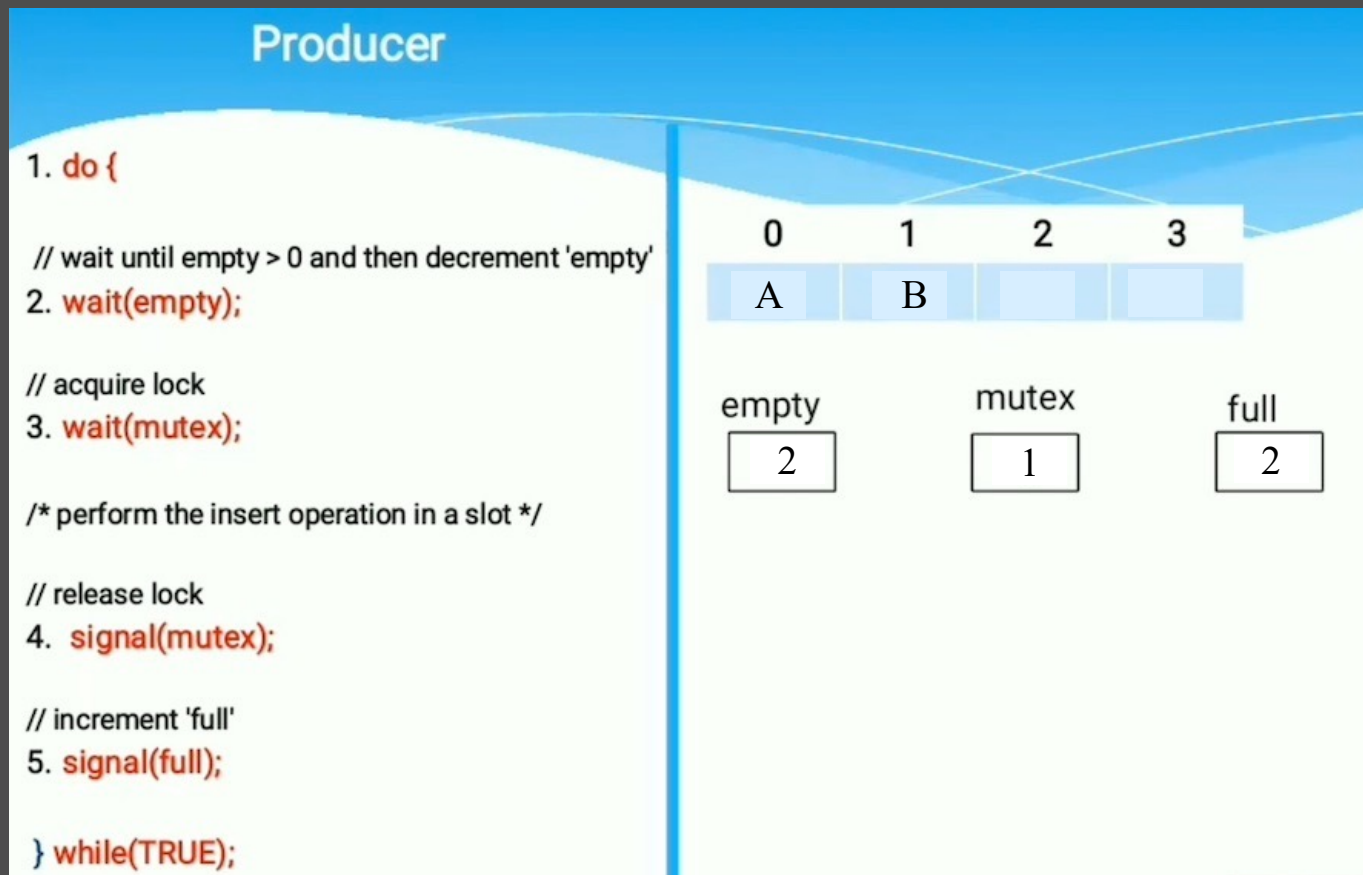 Producer
1. do {
// wait until empty > 0 and then decrement 'empty'
2. wait(empty);
// acquire lock
3. wait(mutex);
/* perform the insert operation in a slot */
// release lock
4. signal(mutex);
// increment 'full'
5. signal(full);
} while(TRUE);
0 1 2 3
A B
empty mutex full
2 1 2